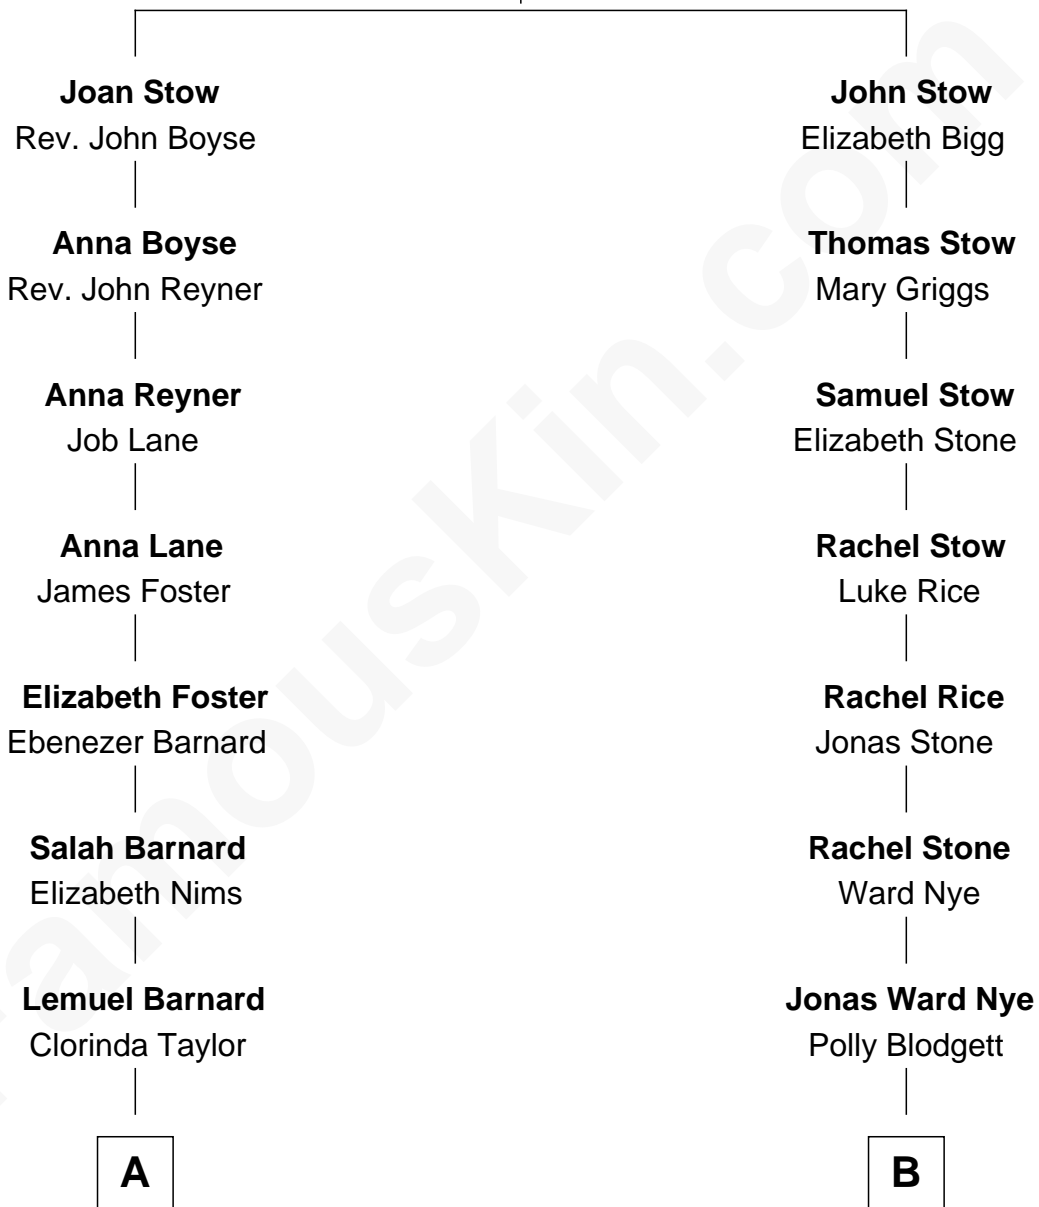 Joan Stow
Rev. John Boyse
Anna Boyse
Rev. John Reyner
Anna Reyner
Job Lane
Anna Lane
James Foster
Elizabeth Foster
Ebenezer Barnard
Salah Barnard
Elizabeth Nims
Lemuel Barnard
Clorinda Taylor
A
John Stow
Elizabeth Bigg
Thomas Stow
Mary Griggs
Samuel Stow
Elizabeth Stone
Rachel Stow
Luke Rice
Rachel Rice
Jonas Stone
Rachel Stone
Ward Nye
Jonas Ward Nye
Polly Blodgett
B
FamousKin.com